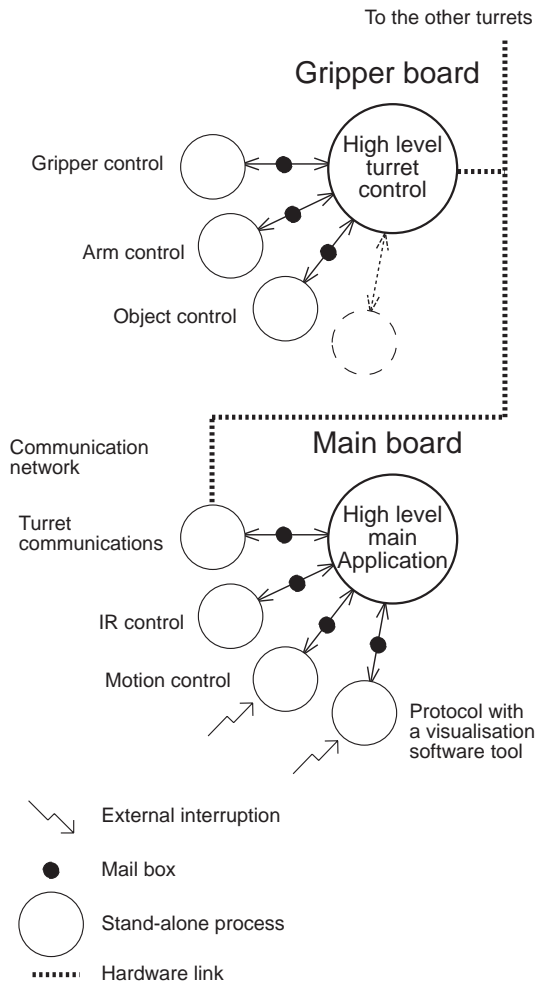 To the other turrets
Gripper board
High level
turret
control
Gripper control
Arm control
Object control
Communication
network
Main board
High level
main
Application
Turret
communications
IR control
Motion control
Protocol with
a visualisation
software tool
External interruption
Mail box
Stand-alone process
Hardware link